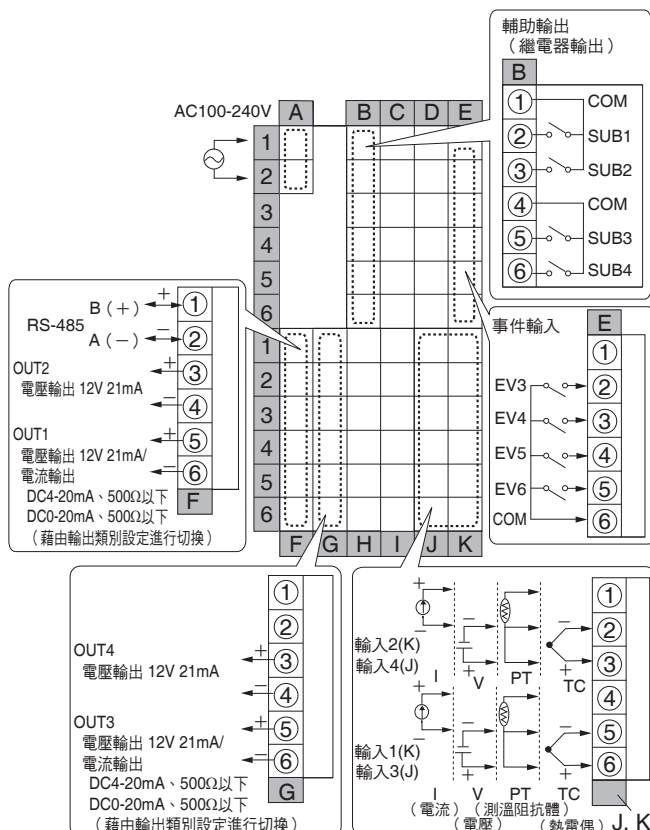 輔助輸出
（繼電器輸出）
B
① COM
② SUB1
③ SUB2
④ COM
⑤ SUB3
⑥ SUB4
AC100-240V A B C D E
1
2
3
4
5
6
1
2
3
4
5
6
F G H I J K
B（＋） + ①
RS-485
A（－） − ②
OUT2 + ③
電壓輸出 12V 21mA
− ④
OUT1 + ⑤
電壓輸出 12V 21mA/
電流輸出 − ⑥
DC4-20mA、500Ω以下
DC0-20mA、500Ω以下
（藉由輸出類別設定進行切換）
F
事件輸入 E
①
EV3 ②
EV4 ③
EV5 ④
EV6 ⑤
COM ⑥
①
②
OUT4 + ③
電壓輸出 12V 21mA
− ④
OUT3 + ⑤
電壓輸出 12V 21mA/
電流輸出 − ⑥
DC4-20mA、500Ω以下
DC0-20mA、500Ω以下
（藉由輸出類別設定進行切換）
G
+ ①
− − − ②
輸入2(K)
輸入4(J) + + ③
I V PT TC
+ ④
− − − ⑤
輸入1(K)
輸入3(J) + + ⑥
I V PT TC
（電流）（測溫阻抗體）
（電壓） （熱電偶） J, K